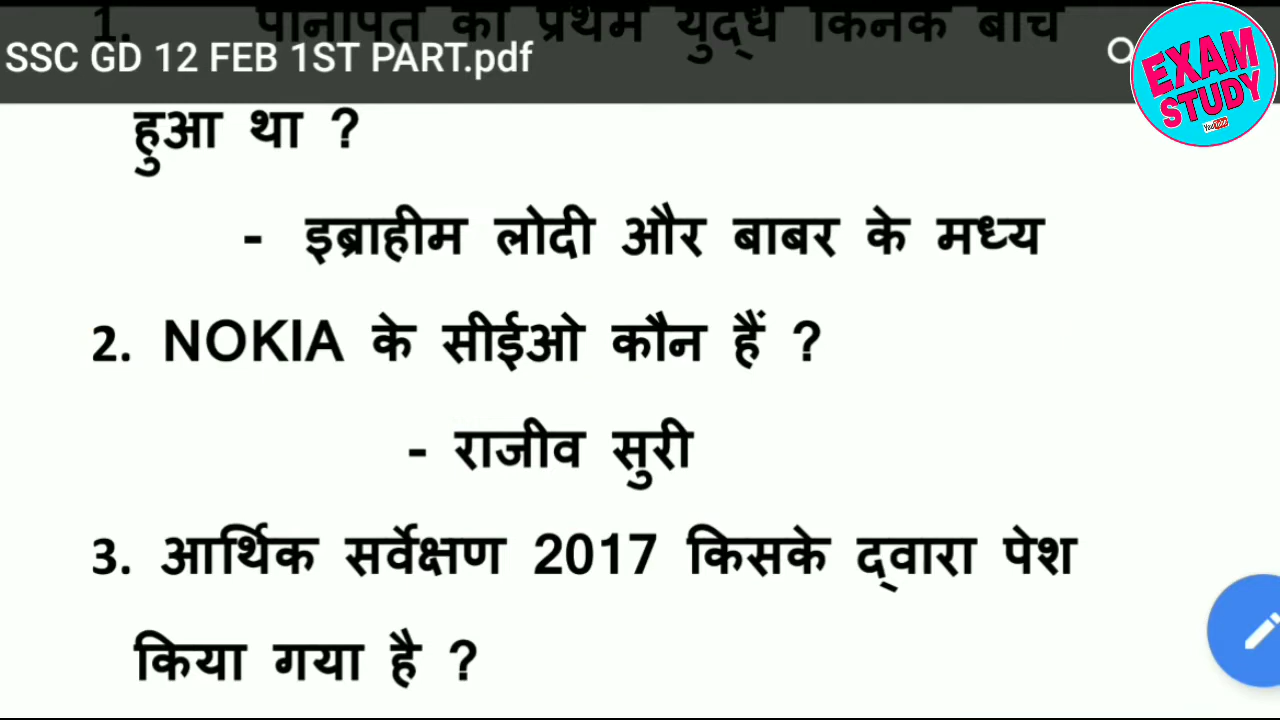 1. पानीपत का प्रथम युद्ध किनके बीच
SSC GD 12 FEB 1ST PART.pdf
EXAM
STUDY
YouTube
हुआ था ?
- इब्राहीम लोदी और बाबर के मध्य
2. NOKIA के सीईओ कौन हैं ?
- राजीव सुरी
3. आर्थिक सर्वेक्षण 2017 किसके द्वारा पेश
किया गया है ?